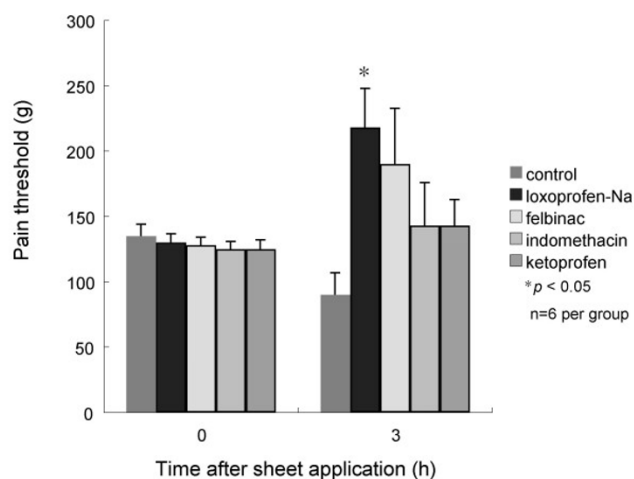 Pain threshold (g)
300
250
200
150
100
50
0
*
0
3
Time after sheet application (h)
control
loxoprofen-Na
felbinac
indomethacin
ketoprofen
*p < 0.05
n=6 per group